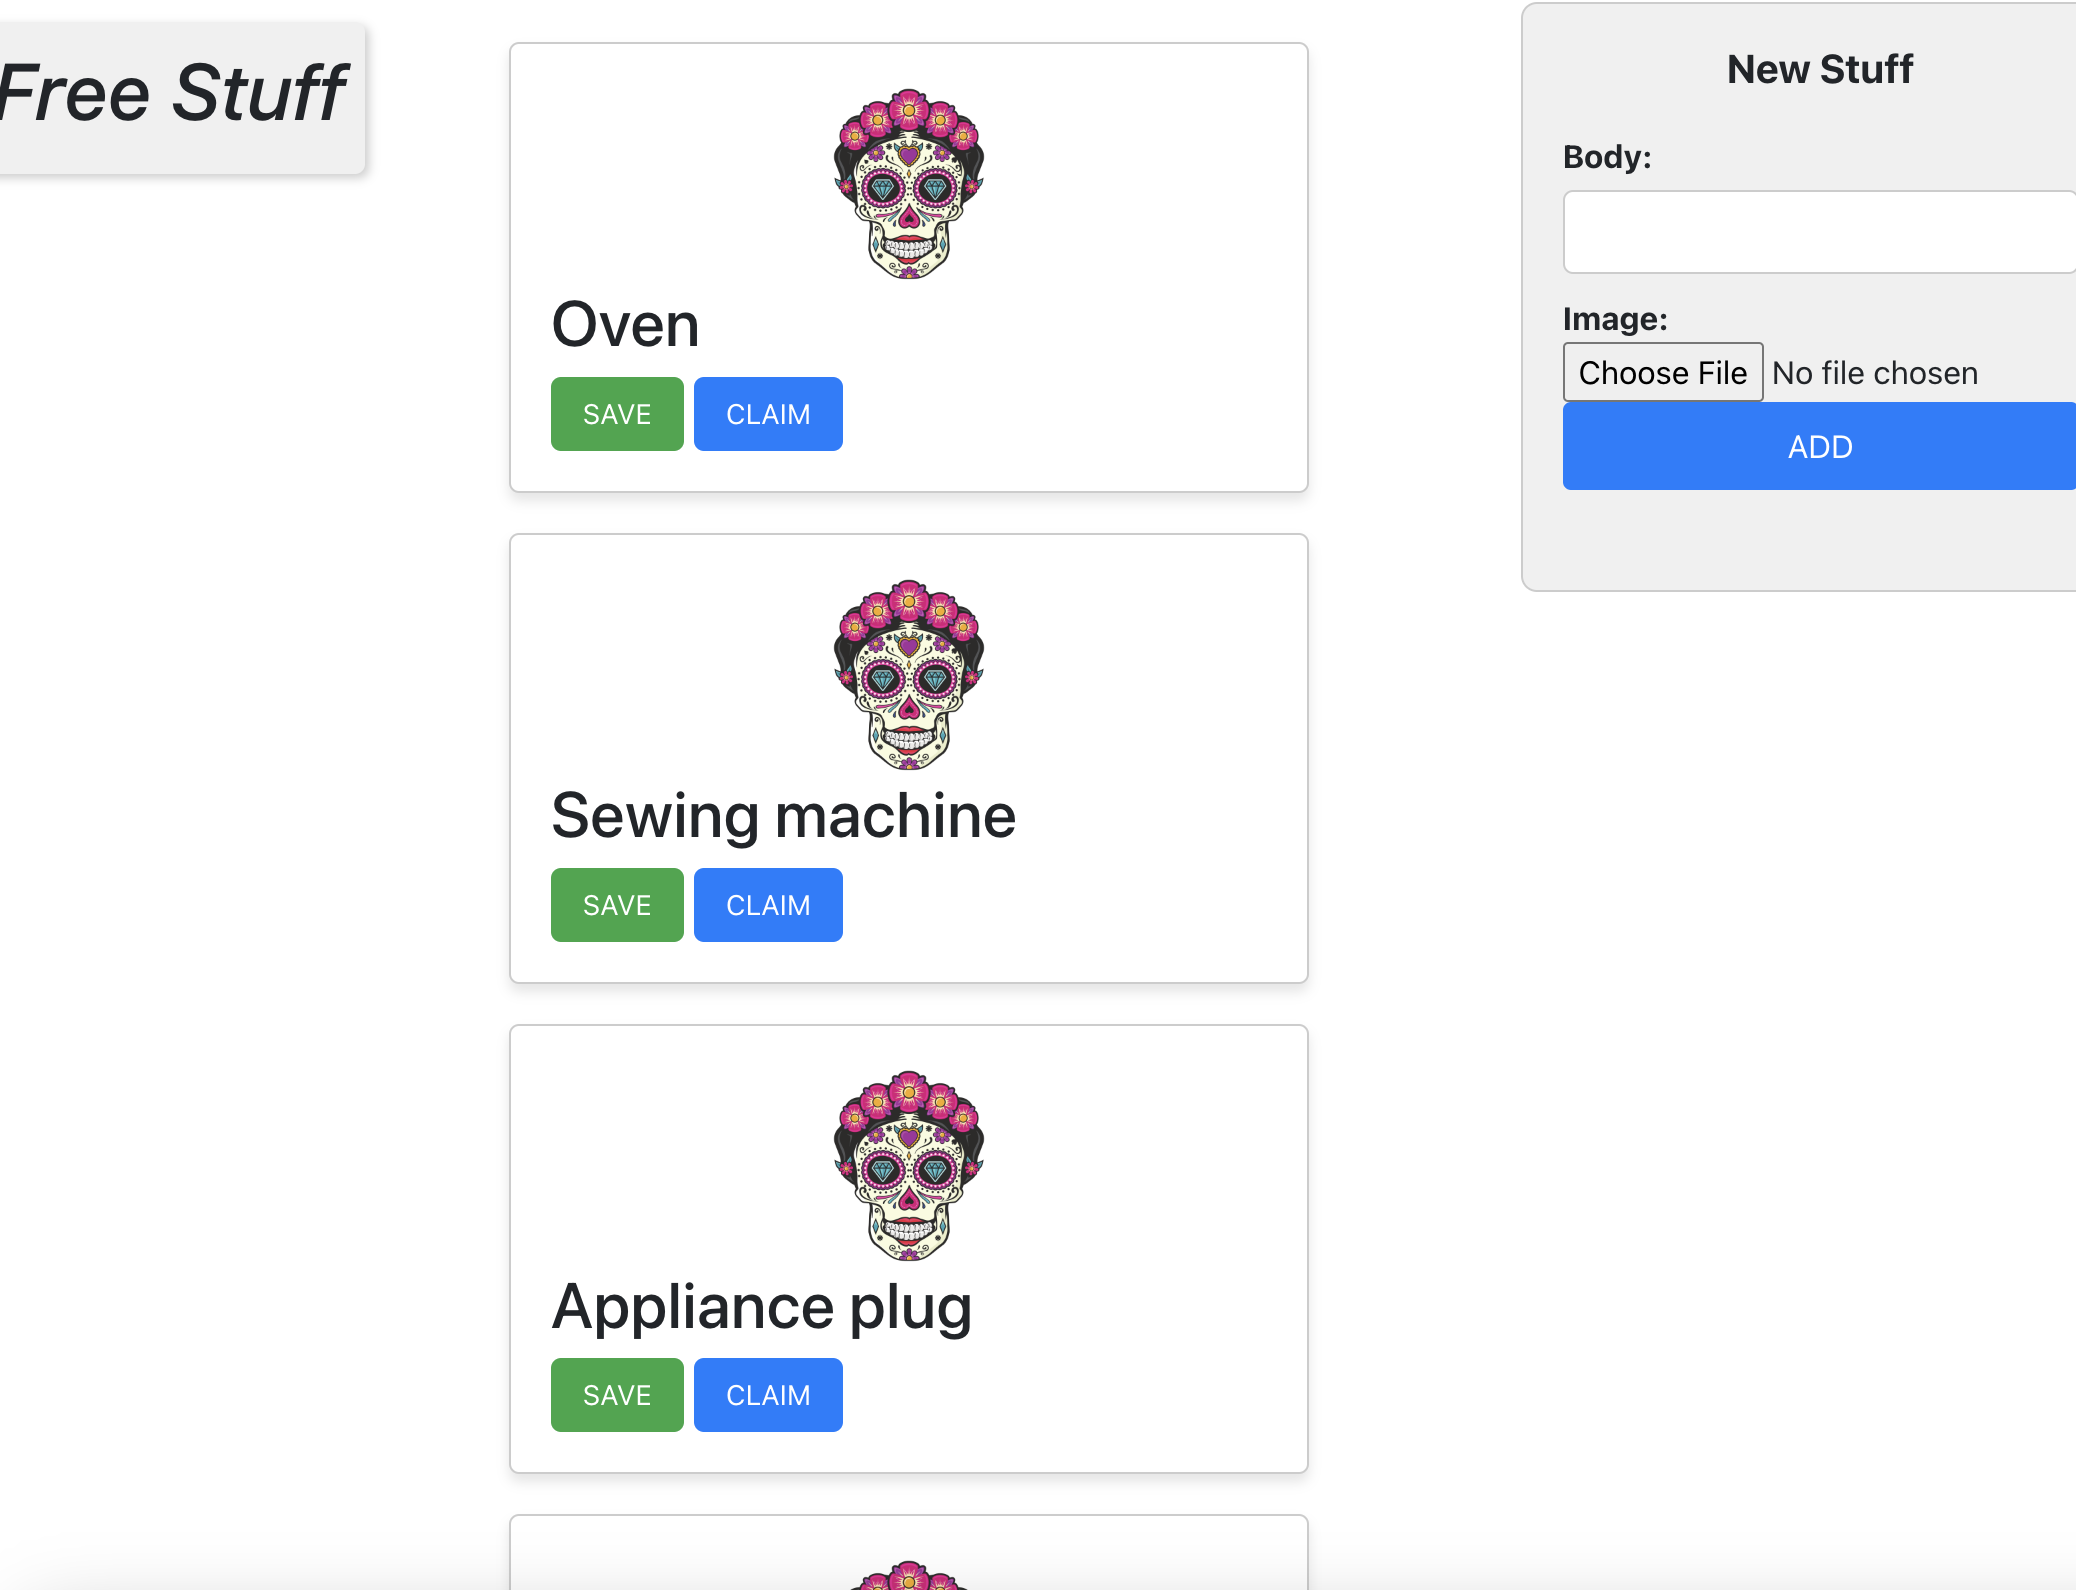 Free Stuff
Oven
SAVE CLAIM
Sewing machine
SAVE CLAIM
Appliance plug
SAVE CLAIM
New Stuff
Body:
Image:
Choose File No file chosen
ADD